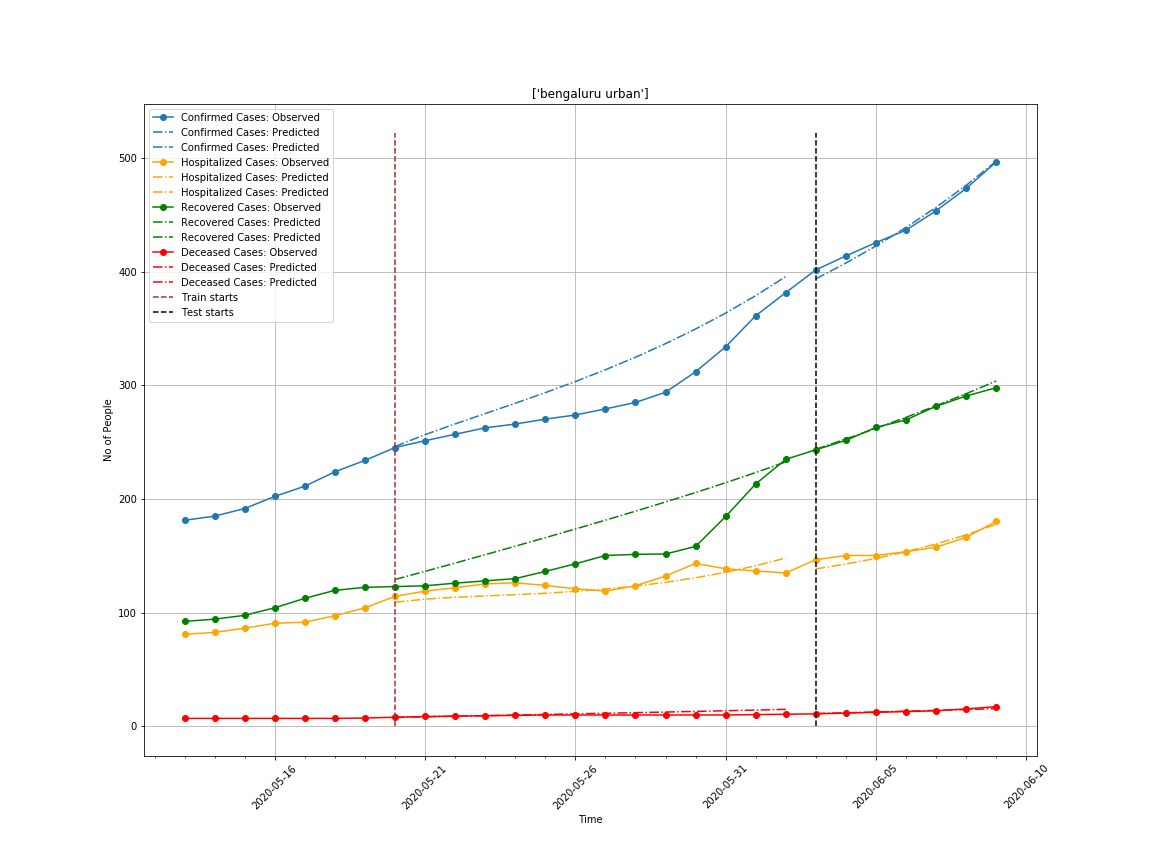 ['bengaluru urban']
Confirmed Cases: Observed
Confirmed Cases: Predicted
Confirmed Cases: Predicted
Hospitalized Cases: Observed
Hospitalized Cases: Predicted
Hospitalized Cases: Predicted
Recovered Cases: Observed
Recovered Cases: Predicted
Recovered Cases: Predicted
Deceased Cases: Observed
Deceased Cases: Predicted
Deceased Cases: Predicted
Train starts
Test starts
500
400
300
200
100
0
No of People
2020-05-16
2020-05-21
2020-05-26
2020-05-31
2020-06-05
2020-06-10
Time